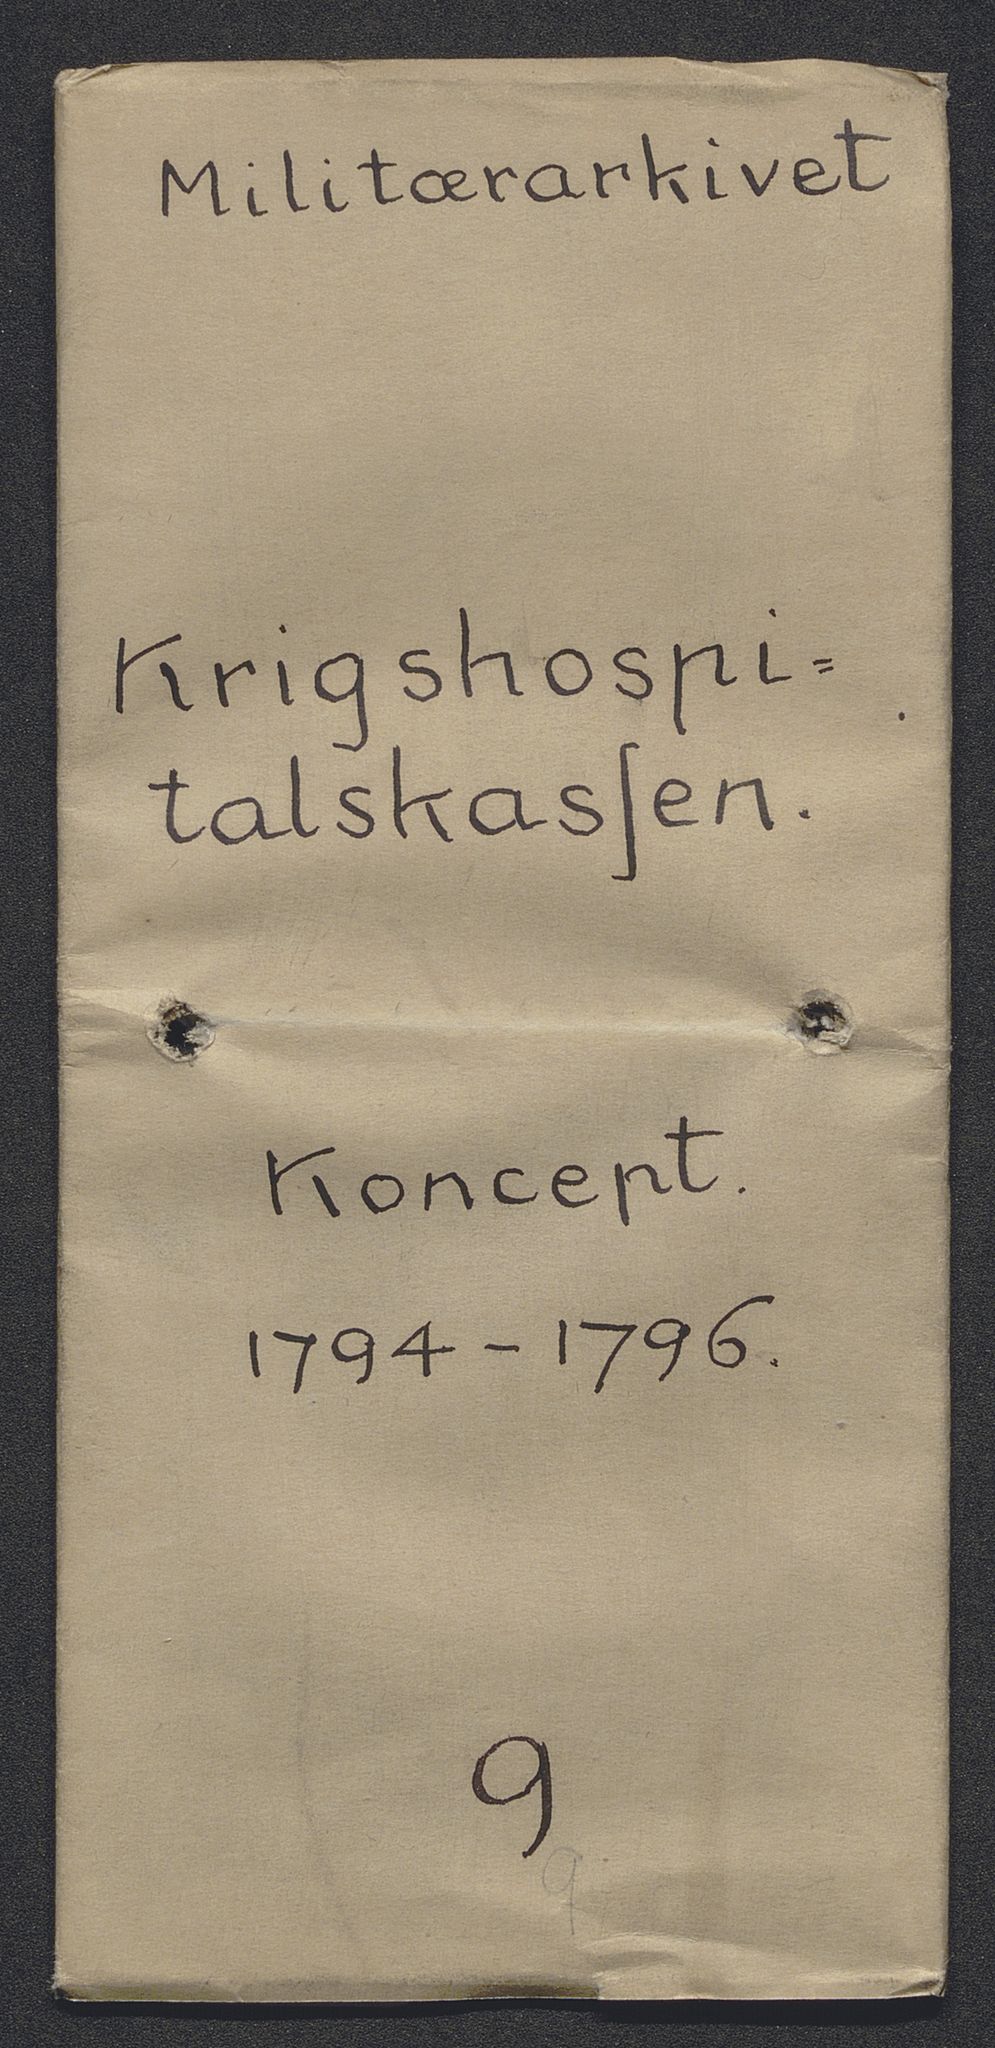 Militærarkivet
Krigshospi=
talskasſen.
Koncept.
1794-1796.
9
9